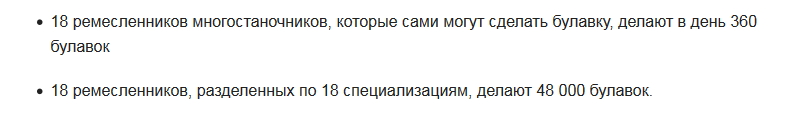 • 18 ремесленников многостаночников, которые сами могут сделать булавку, делают в день 360
булавок
• 18 ремесленников, разделенных по 18 специализациям, делают 48 000 булавок.